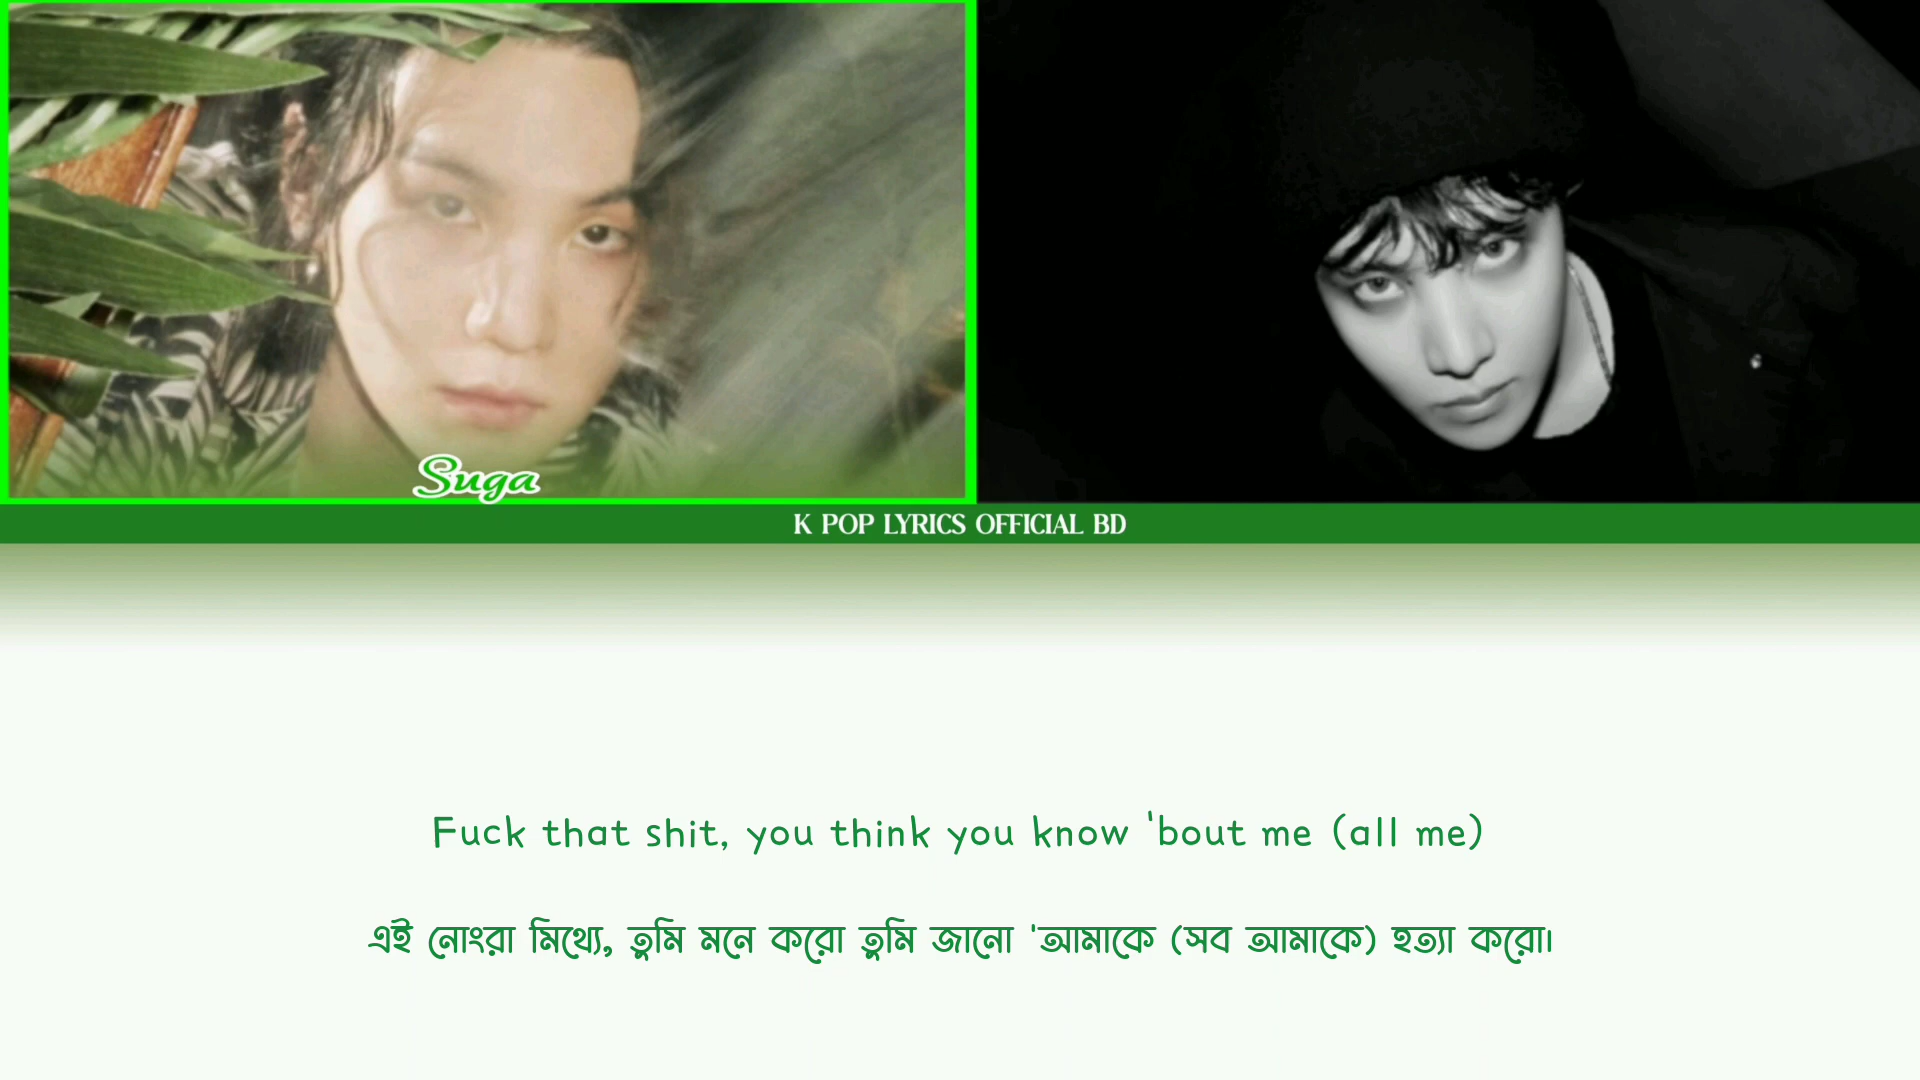 Suga
K POP LYRICS OFFICIAL BD
Fuck that shit, you think you know 'bout me (all me)
এই নোংরা মিথ্যে, তুমি মনে করো তুমি জানো 'আমাকে (সব আমাকে) হত্যা করো।